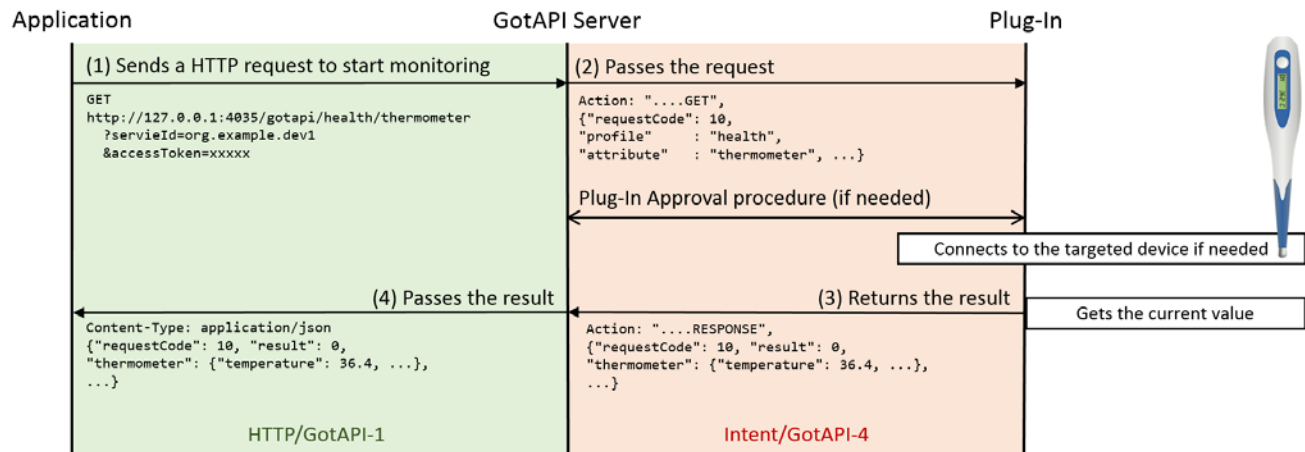 Application
GotAPI Server
Plug-In
(1) Sends a HTTP request to start monitoring
(2) Passes the request
GET
http://127.0.0.1:4035/gotapi/health/thermometer
?servieId=org.example.dev1
&accessToken=xxxxx
Action: "....GET",
{"requestCode": 10,
"profile" : "health",
"attribute" : "thermometer", ...}
Plug-In Approval procedure (if needed)
Connects to the targeted device if needed
(4) Passes the result
(3) Returns the result
Gets the current value
Content-Type: application/json
{"requestCode": 10, "result": 0,
"thermometer": {"temperature": 36.4, ...},
...}
Action: "....RESPONSE",
{"requestCode": 10, "result": 0,
"thermometer": {"temperature": 36.4, ...},
...}
HTTP/GotAPI-1
Intent/GotAPI-4